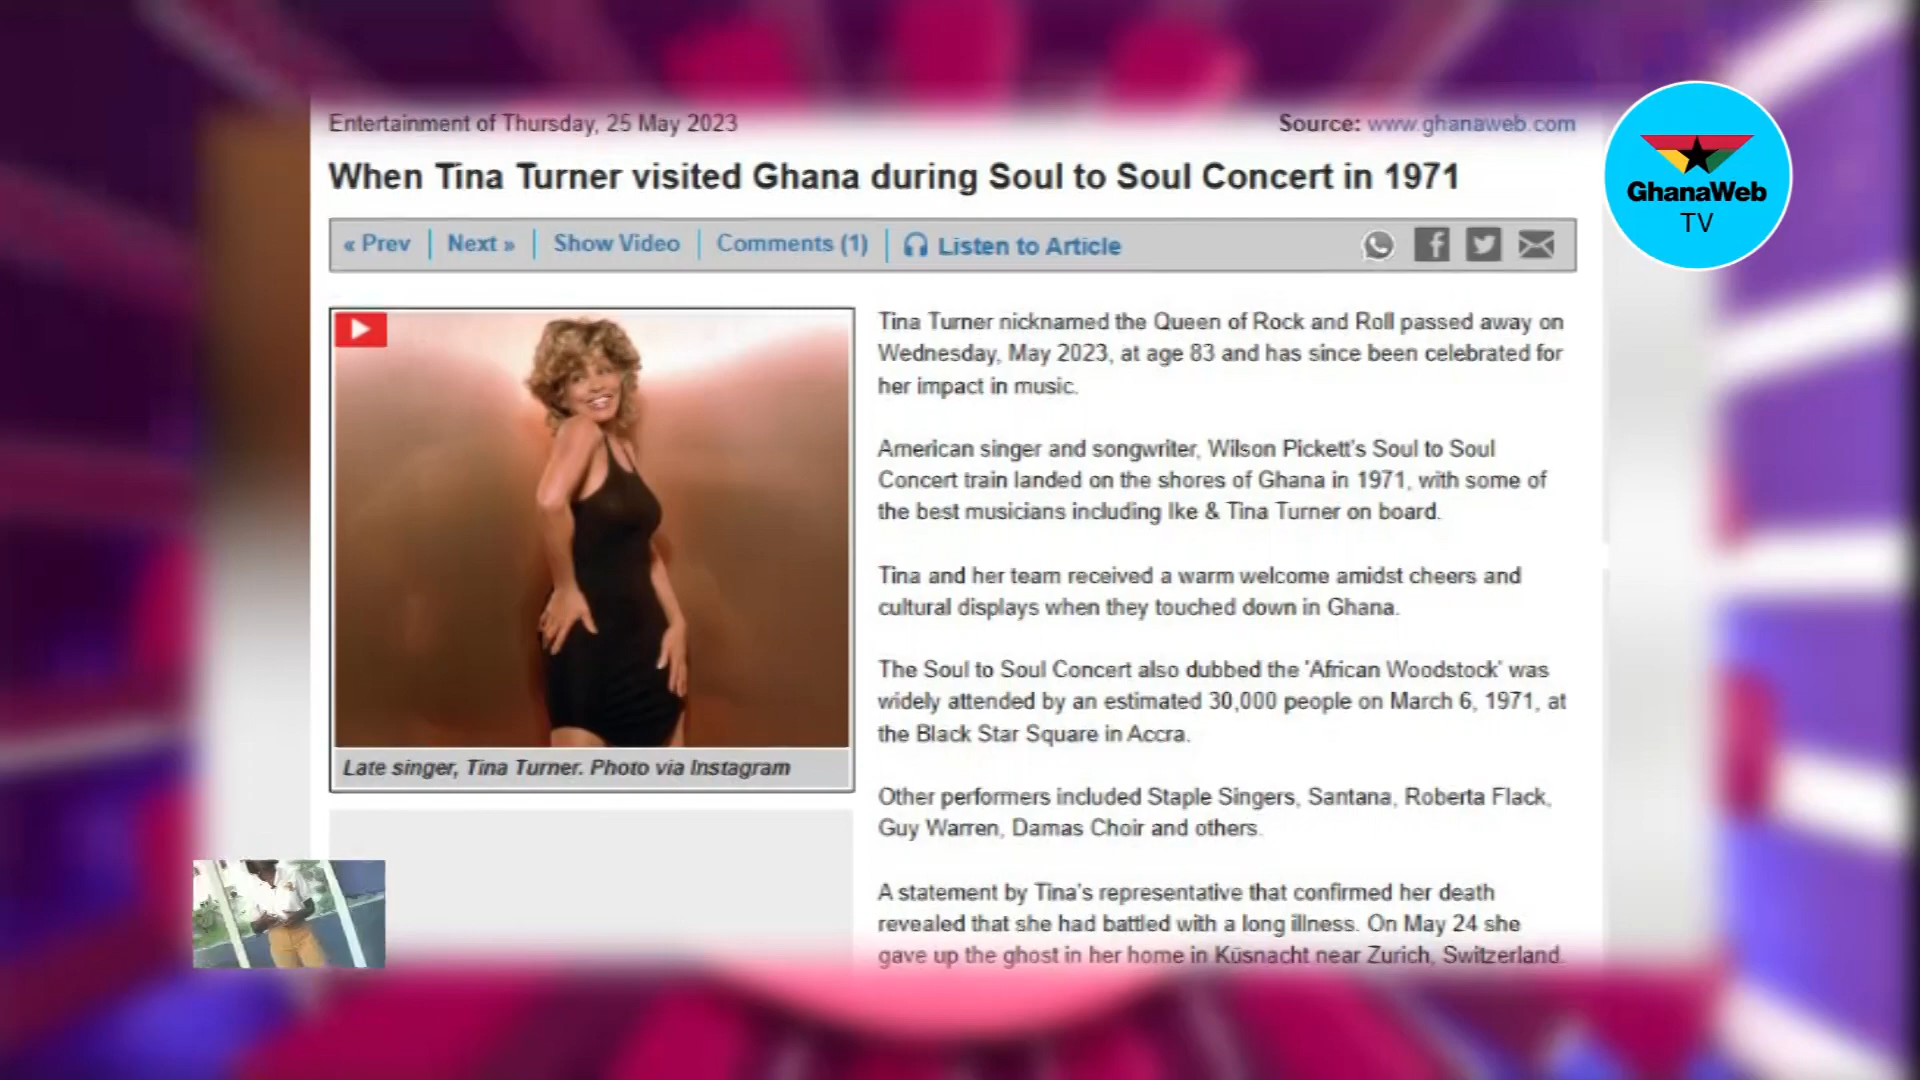 Entertainment of Thursday, 25 May 2023
Source: www.ghanaweb.com
When Tina Turner visited Ghana during Soul to Soul Concert in 1971
GhanaWeb
TV
« Prev
Next »
Show Video
Comments (1)
Listen to Article
Tina Turner nicknamed the Queen of Rock and Roll passed away on
Wednesday, May 2023, at age 83 and has since been celebrated for
her impact in music.
American singer and songwriter, Wilson Pickett's Soul to Soul
Concert train landed on the shores of Ghana in 1971, with some of
the best musicians including Ike & Tina Turner on board.
Tina and her team received a warm welcome amidst cheers and
cultural displays when they touched down in Ghana.
The Soul to Soul Concert also dubbed the 'African Woodstock' was
widely attended by an estimated 30,000 people on March 6, 1971, at
the Black Star Square in Accra.
Late singer, Tina Turner. Photo via Instagram
Other performers included Staple Singers, Santana, Roberta Flack,
Guy Warren, Damas Choir and others.
A statement by Tina's representative that confirmed her death
revealed that she had battled with a long illness. On May 24 she
gave up the ghost in her home in Küsnacht near Zurich, Switzerland.